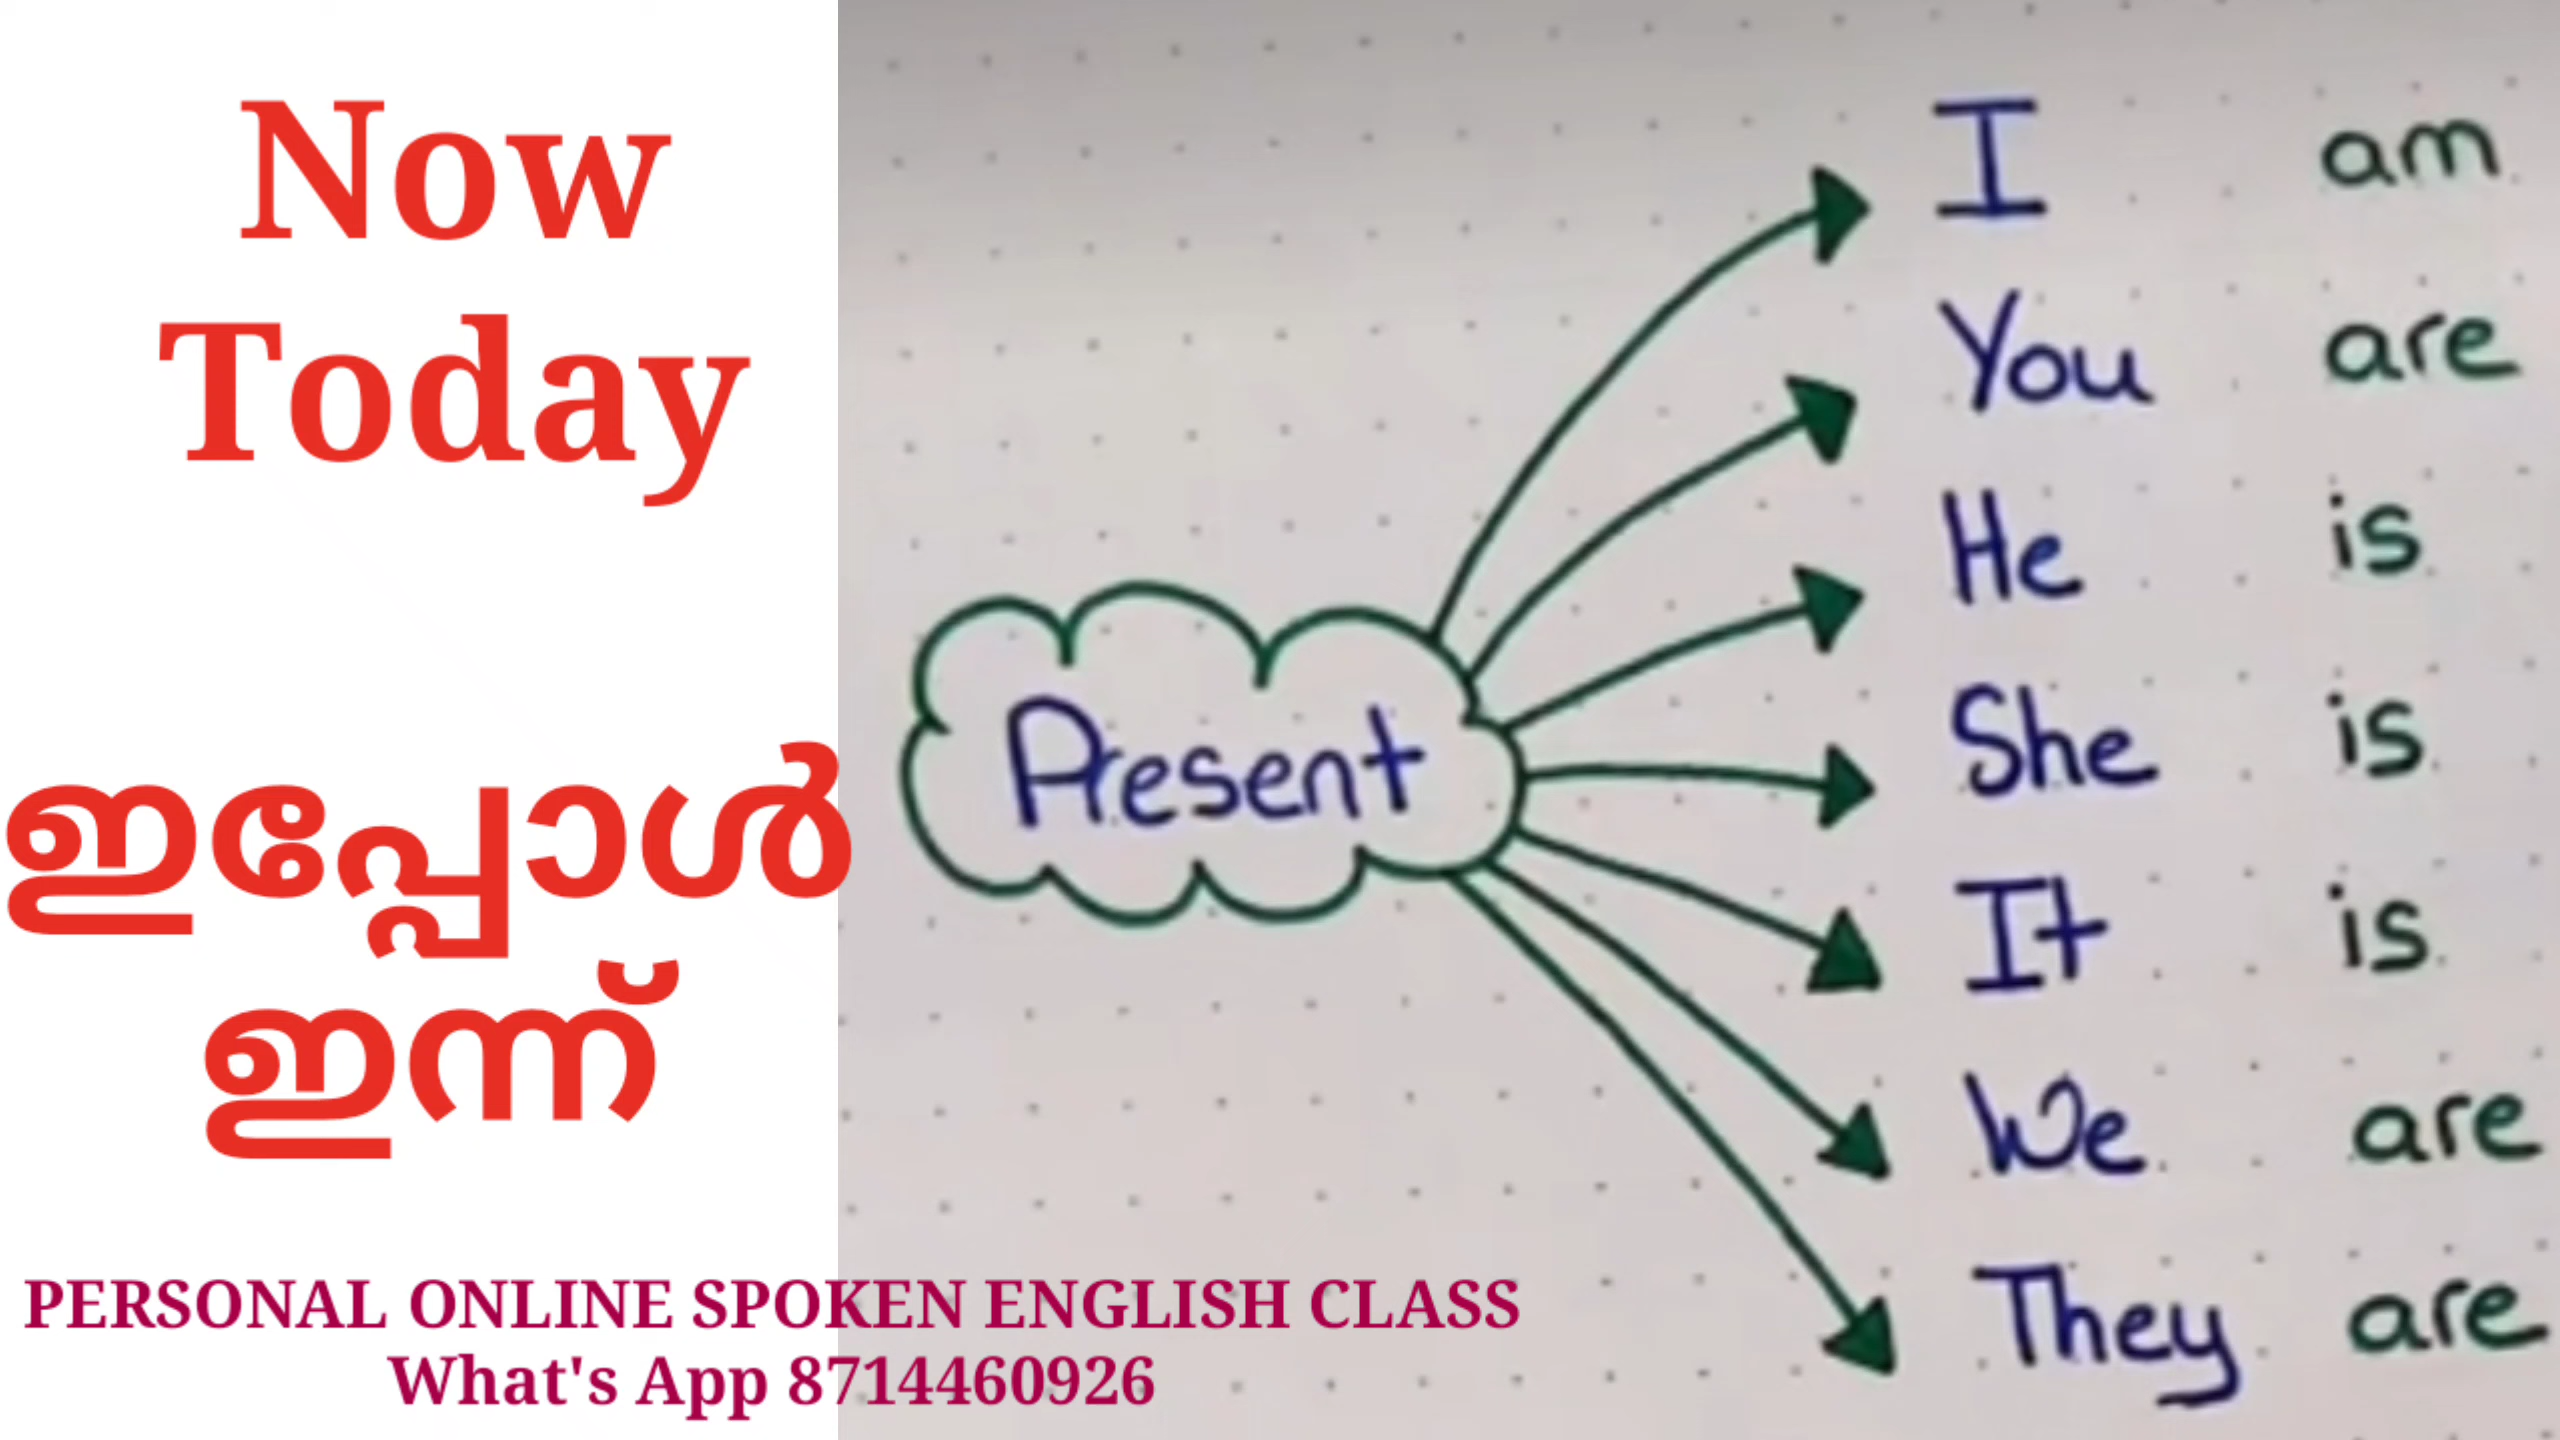 Now
Today
ഇപ്പോൾ
ഇന്ന്
Present
I am
You are
He is
She is
It is
We are
They are
PERSONAL ONLINE SPOKEN ENGLISH CLASS
What's App 8714460926